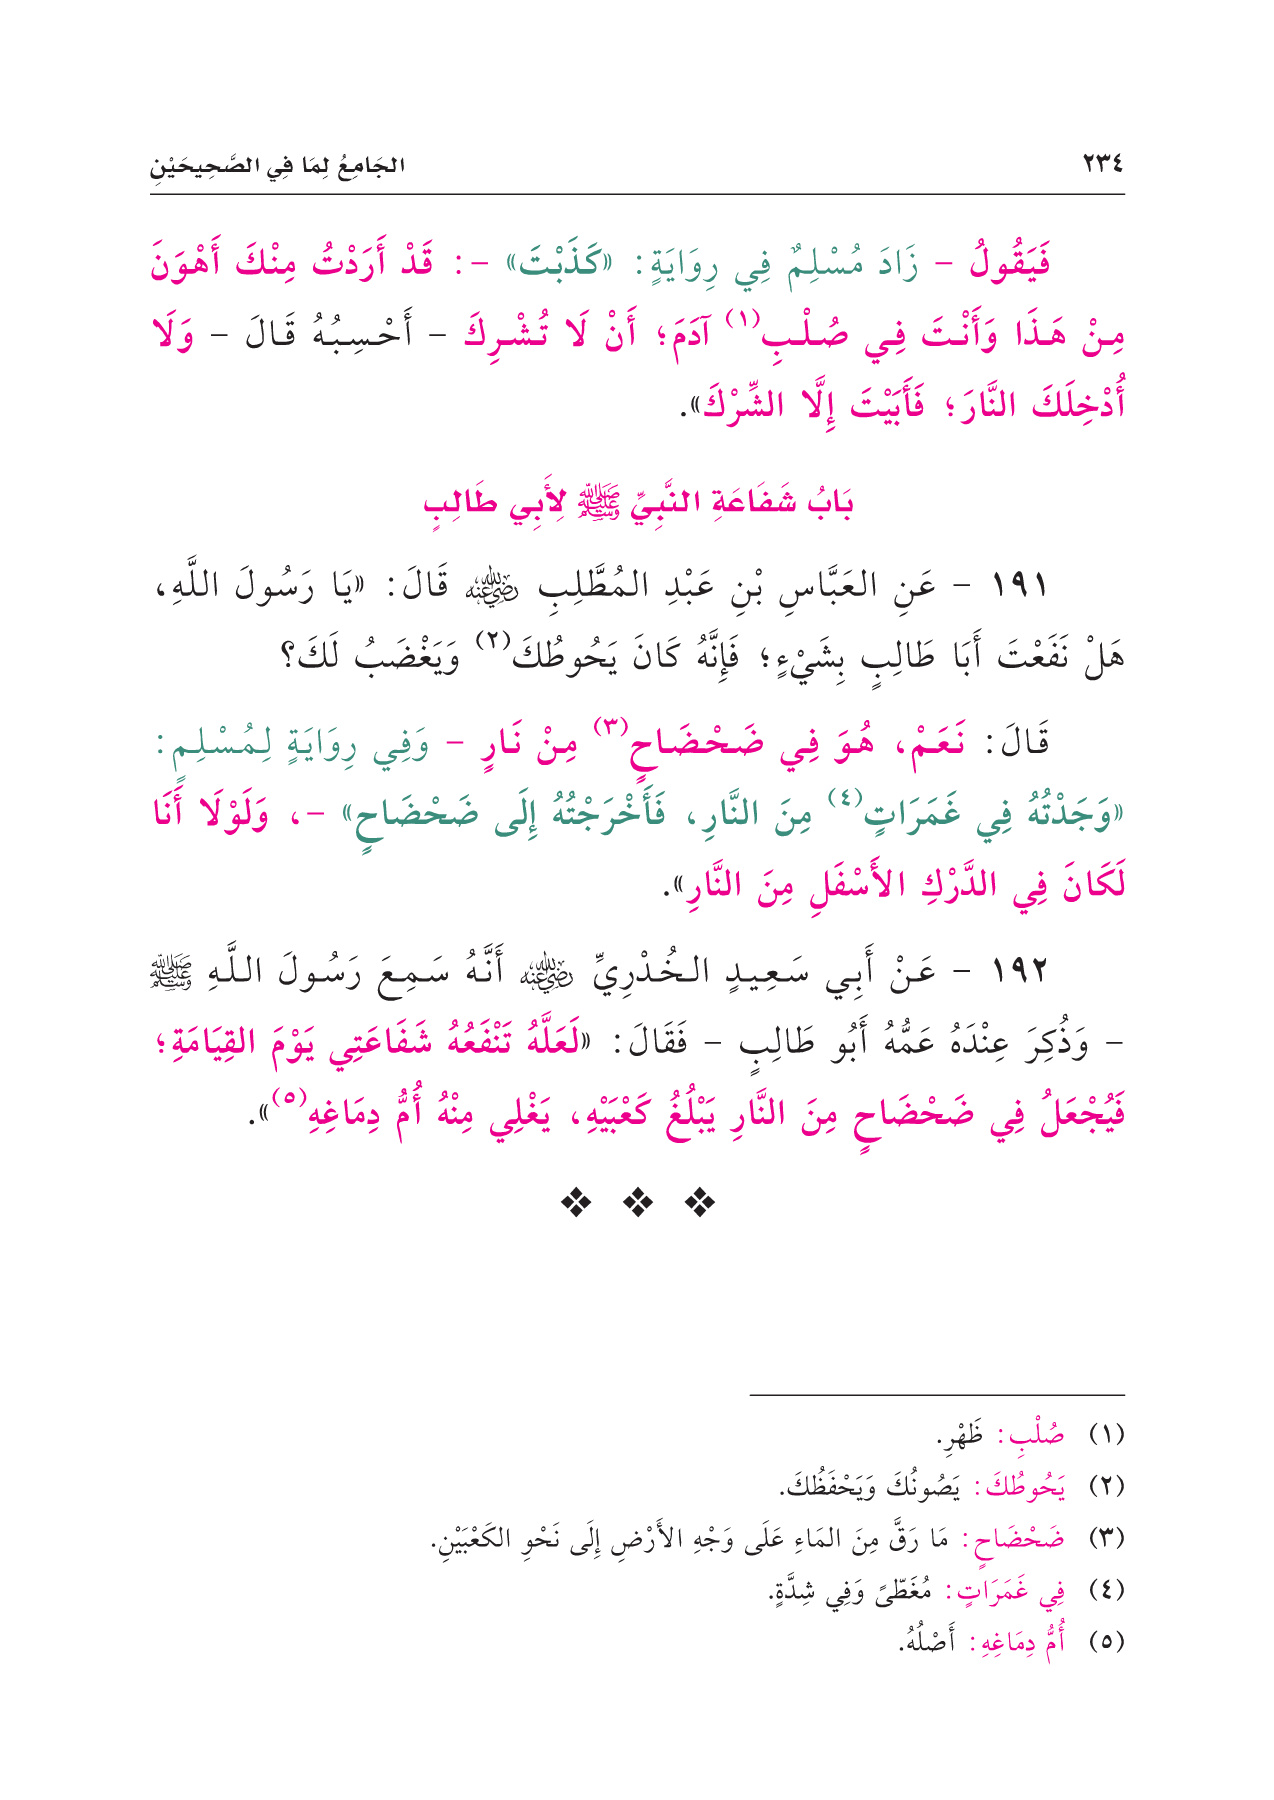 ٢٣٤ الجَامِعُ لِمَا فِي الصَّحِيحَيْنِ
فَيَقُولُ – زَادَ مُسْلِمٌ فِي رِوَايَةٍ: «كَذَبْتَ» –: قَدْ أَرَدْتُ مِنْكَ أَهْوَنَ
مِنْ هَذَا وَأَنْتَ فِي صُلْبِ(١) آدَمَ؛ أَنْ لَا تُشْرِكَ – أَحْسِبُهُ قَالَ – وَلَا
أُدْخِلَكَ النَّارَ؛ فَأَبَيْتَ إِلَّا الشِّرْكَ».
بَابُ شَفَاعَةِ النَّبِيِّ ﷺ لِأَبِي طَالِبٍ
١٩١ – عَنِ العَبَّاسِ بْنِ عَبْدِ المُطَّلِبِ رضي الله عنه قَالَ: «يَا رَسُولَ اللَّهِ،
هَلْ نَفَعْتَ أَبَا طَالِبٍ بِشَيْءٍ؛ فَإِنَّهُ كَانَ يَحُوطُكَ(٢) وَيَغْضَبُ لَكَ؟
قَالَ: نَعَمْ، هُوَ فِي ضَحْضَاحٍ(٣) مِنْ نَارٍ – وَفِي رِوَايَةٍ لِمُسْلِمٍ:
«وَجَدْتُهُ فِي غَمَرَاتٍ(٤) مِنَ النَّارِ، فَأَخْرَجْتُهُ إِلَى ضَحْضَاحٍ» –، وَلَوْلَا أَنَا
لَكَانَ فِي الدَّرْكِ الأَسْفَلِ مِنَ النَّارِ».
١٩٢ – عَنْ أَبِي سَعِيدٍ الخُدْرِيِّ رضي الله عنه أَنَّهُ سَمِعَ رَسُولَ اللَّهِ ﷺ
– وَذُكِرَ عِنْدَهُ عَمُّهُ أَبُو طَالِبٍ – فَقَالَ: «لَعَلَّهُ تَنْفَعُهُ شَفَاعَتِي يَوْمَ القِيَامَةِ؛
فَيُجْعَلُ فِي ضَحْضَاحٍ مِنَ النَّارِ يَبْلُغُ كَعْبَيْهِ، يَغْلِي مِنْهُ أُمُّ دِمَاغِهِ(٥)».
(١) صُلْبِ: ظَهْرِ.
(٢) يَحُوطُكَ: يَصُونُكَ وَيَحْفَظُكَ.
(٣) ضَحْضَاحٍ: مَا رَقَّ مِنَ المَاءِ عَلَى وَجْهِ الأَرْضِ إِلَى نَحْوِ الكَعْبَيْنِ.
(٤) فِي غَمَرَاتٍ: مُغَطّىً وَفِي شِدَّةٍ.
(٥) أُمُّ دِمَاغِهِ: أَصْلُهُ.